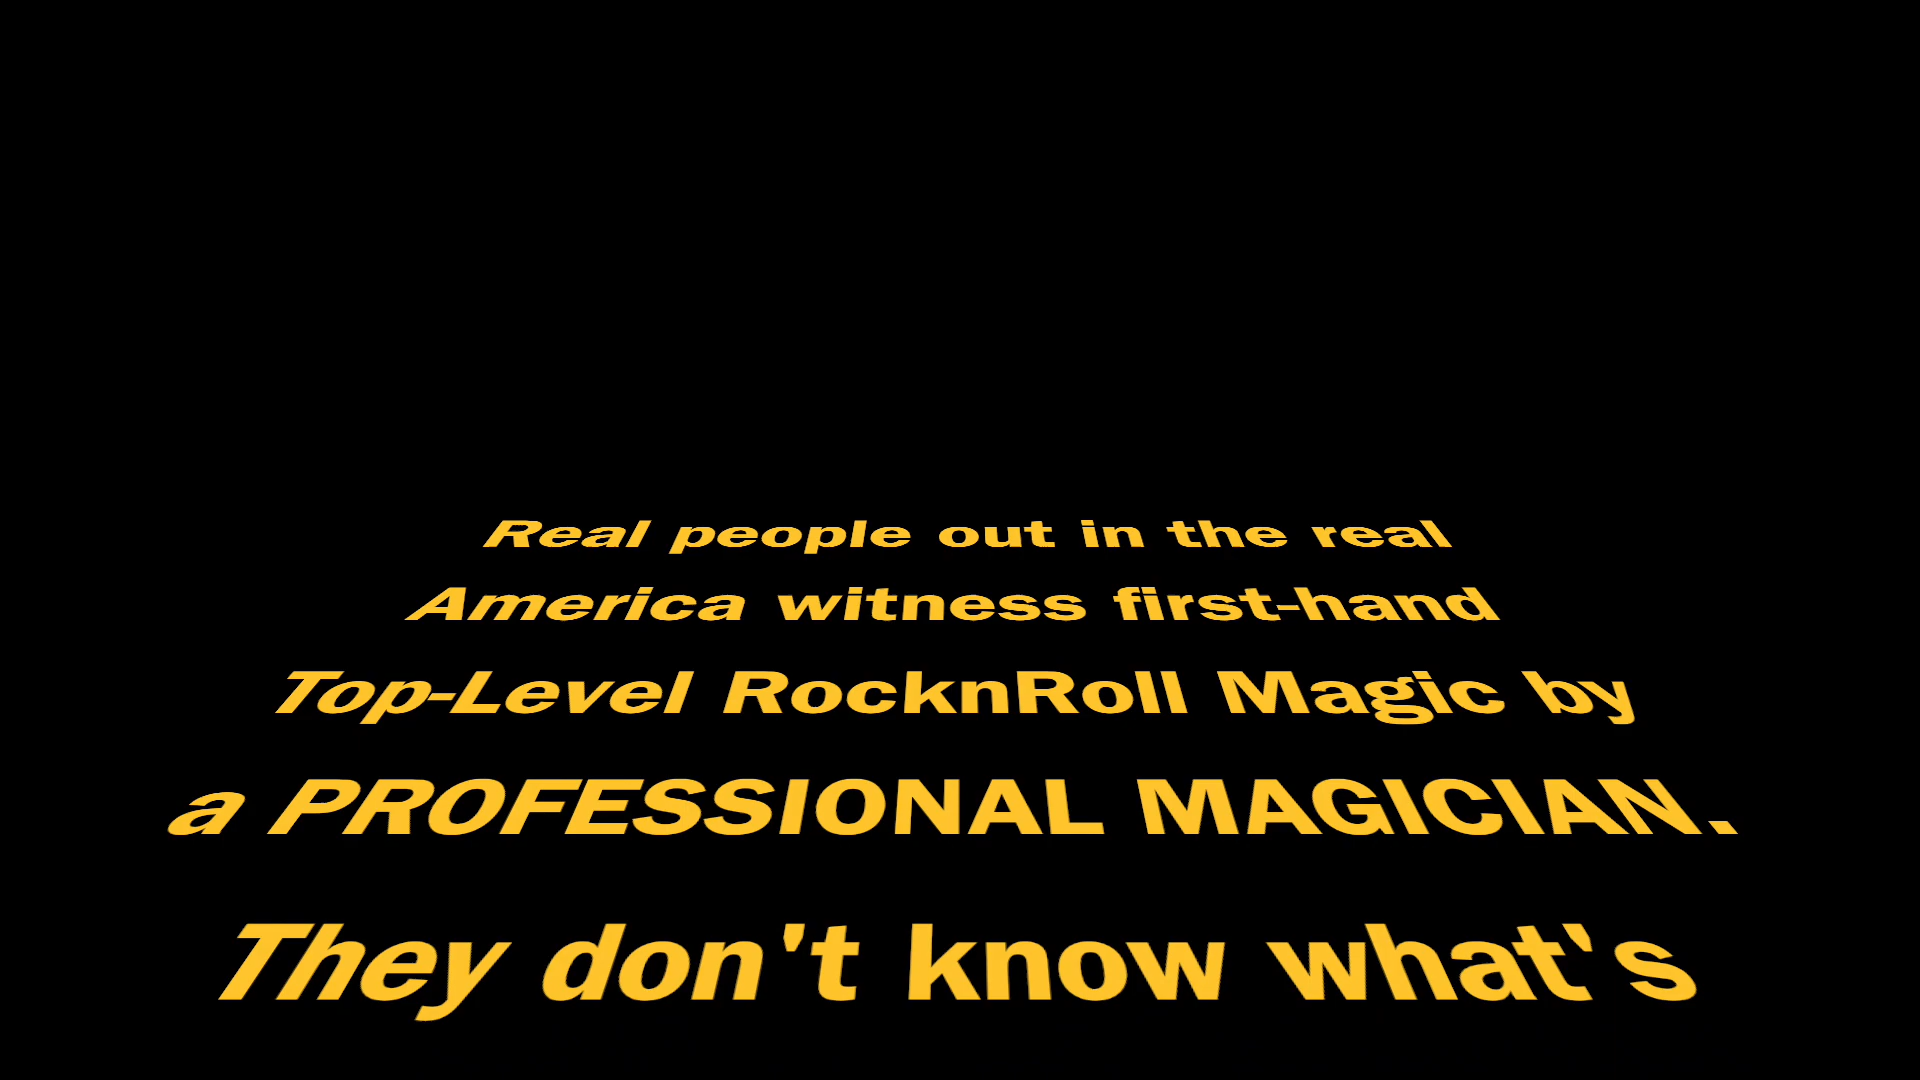 Real people out in the real
America witness first-hand
Top-Level RocknRoll Magic by
a PROFESSIONAL MAGICIAN.
They don't know what's